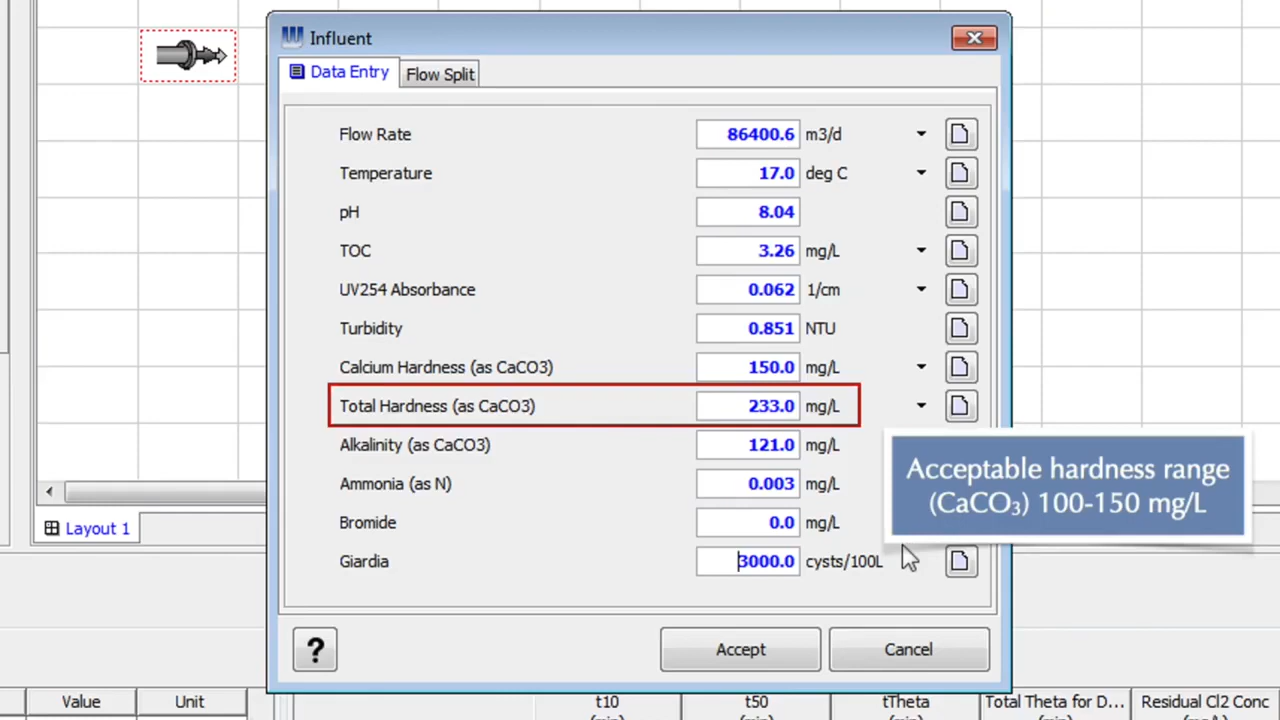 Influent
Data Entry
Flow Split
Flow Rate 86400.6 m3/d
Temperature 17.0 deg C
pH 8.04
TOC 3.26 mg/L
UV254 Absorbance 0.062 1/cm
Turbidity 0.851 NTU
Calcium Hardness (as CaCO3) 150.0 mg/L
Total Hardness (as CaCO3) 233.0 mg/L
Alkalinity (as CaCO3) 121.0 mg/L
Ammonia (as N) 0.003 mg/L
Bromide 0.0 mg/L
Giardia 3000.0 cysts/100L
Acceptable hardness range
(CaCO₃) 100-150 mg/L
Layout 1
? Accept Cancel
Value Unit t10 t50 tTheta Total Theta for D... Residual Cl2 Conc